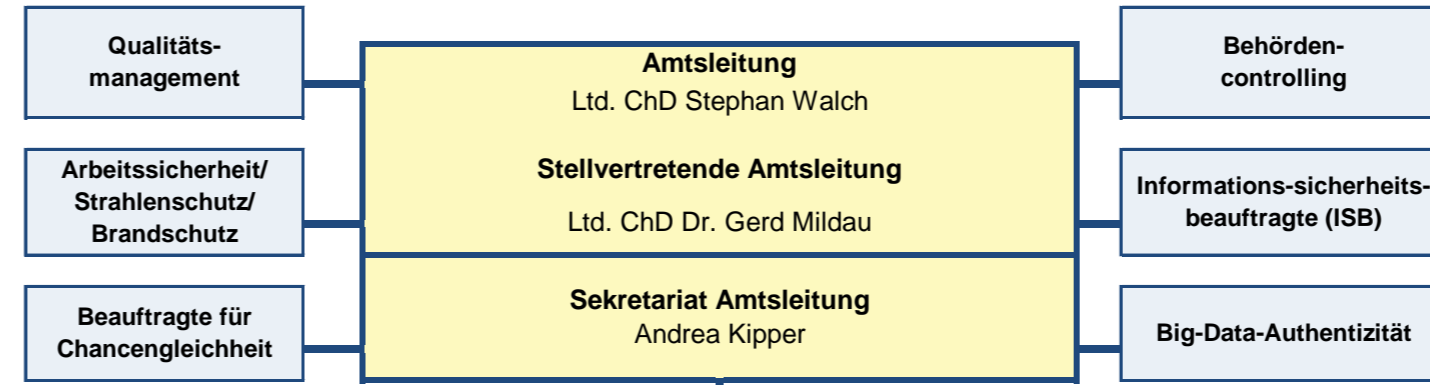 Qualitäts-
management
Arbeitssicherheit/
Strahlenschutz/
Brandschutz
Beauftragte für
Chancengleichheit
Amtsleitung
Ltd. ChD Stephan Walch
Stellvertretende Amtsleitung
Ltd. ChD Dr. Gerd Mildau
Sekretariat Amtsleitung
Andrea Kipper
Behörden-
controlling
Informations-sicherheits-
beauftragte (ISB)
Big-Data-Authentizität